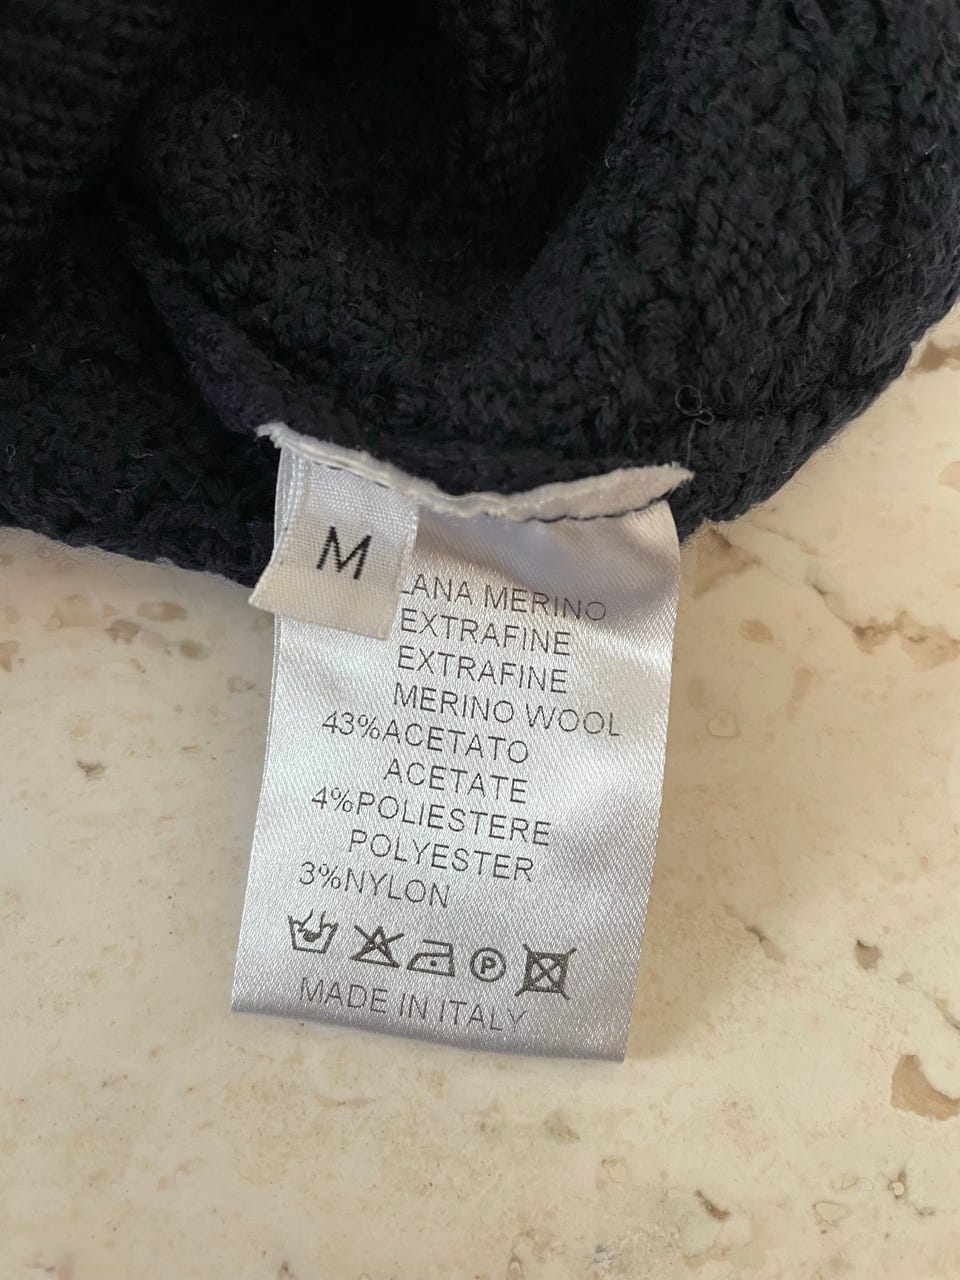 M
LANA MERINO
EXTRAFINE
EXTRAFINE
MERINO WOOL
43%ACETATO
ACETATE
4%POLIESTERE
POLYESTER
3%NYLON
P
MADE IN ITALY